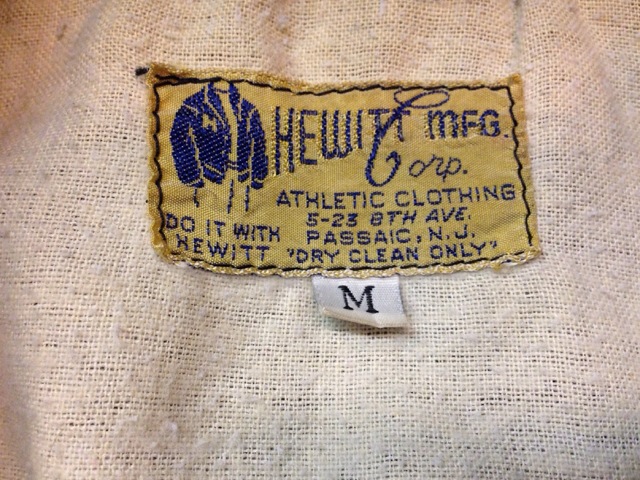 HEWITT MFG.
Corp.
ATHLETIC CLOTHING
5-23 8TH AVE.
DO IT WITH PASSAIC, N.J.
HEWITT "DRY CLEAN ONLY"
M